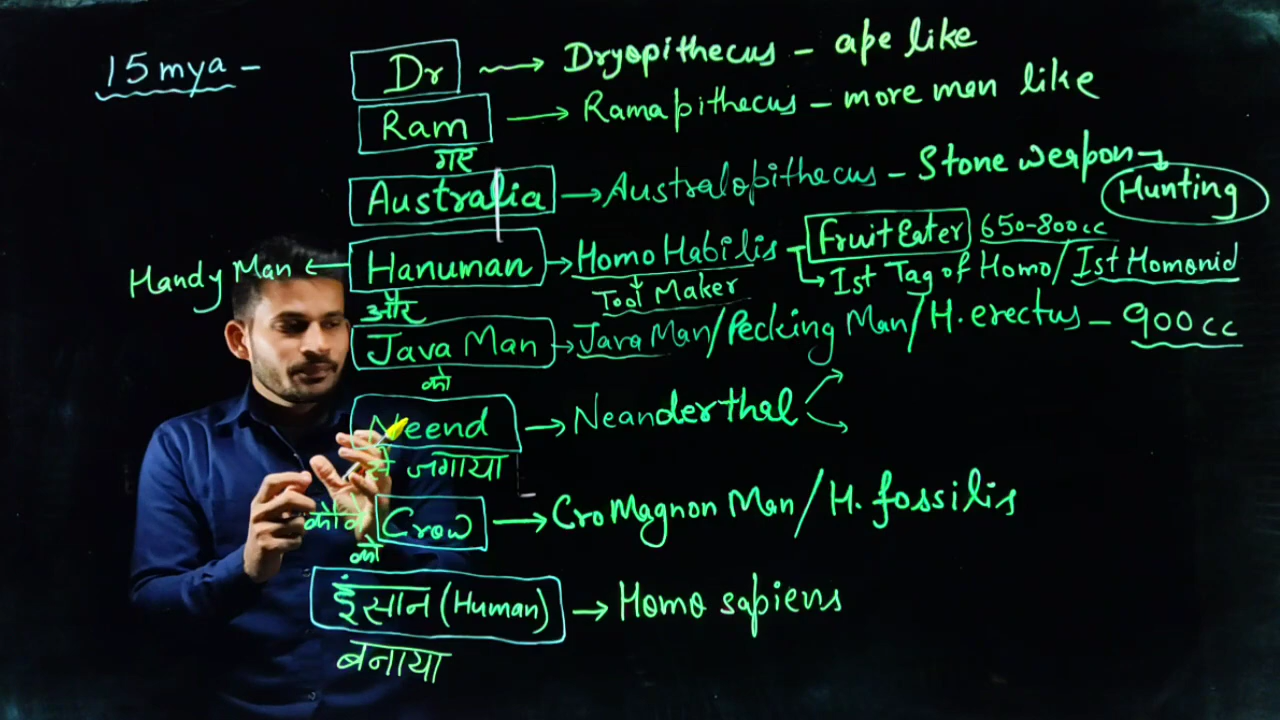 15 mya – Dr → Dryopithecus – ape like
Ram → Ramapithecus – more man like
गए
Australia → Australopithecus – Stone weapon → Hunting
Handy Man ← Hanuman → Homo Habilis – Fruit Eater 650-800cc
→ Ist Tag of Homo/Ist Homonid
Tool Maker
और
Java Man → Java Man/Pecking Man/H. erectus – 900cc
को
Neend → Neanderthal
से जगाया
Crow → CroMagnon Man/H. fossilis
को
इंसान (Human) → Homo sapiens
बनाया